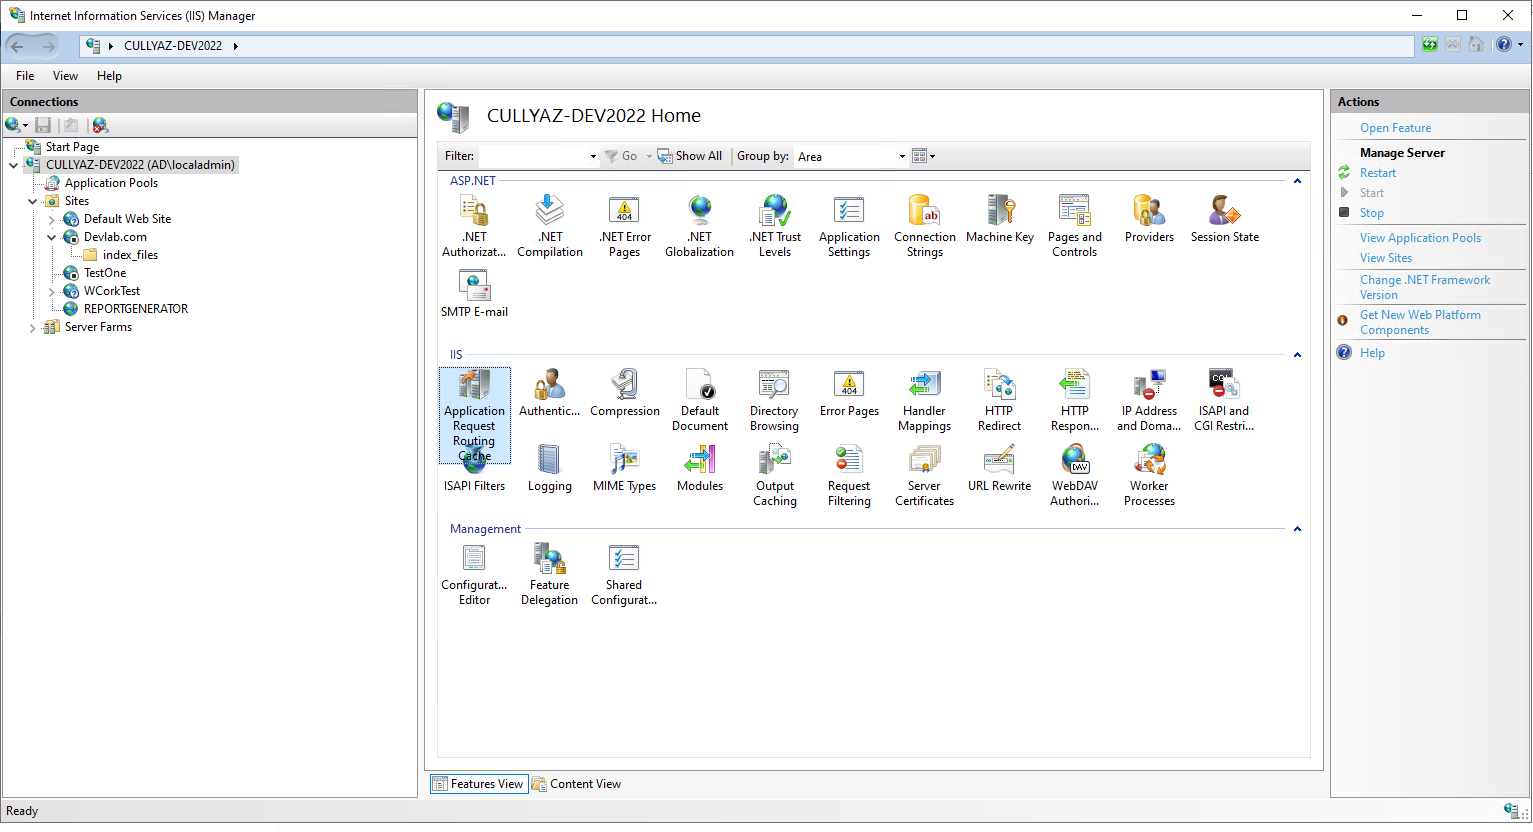 Internet Information Services (IIS) Manager
CULLYAZ-DEV2022
File View Help
Connections
Start Page
CULLYAZ-DEV2022 (AD\localadmin)
Application Pools
Sites
Default Web Site
Devlab.com
index_files
TestOne
WCorkTest
REPORTGENERATOR
Server Farms
CULLYAZ-DEV2022 Home
Filter: Go Show All Group by: Area
ASP.NET
.NET Authorizat...
.NET Compilation
404
.NET Error Pages
.NET Globalization
.NET Trust Levels
Application Settings
ab
Connection Strings
Machine Key
Pages and Controls
Providers
Session State
SMTP E-mail
IIS
Application Request Routing Cache
Authentic...
Compression
Default Document
Directory Browsing
404
Error Pages
Handler Mappings
HTTP Redirect
HTTP Respon...
IP Address and Doma...
CGI
ISAPI and CGI Restri...
ISAPI Filters
Logging
MIME Types
Modules
Output Caching
Request Filtering
Server Certificates
URL Rewrite
DAV
WebDAV Authori...
Worker Processes
Management
Configurat... Editor
Feature Delegation
Shared Configurat...
Features View
Content View
Actions
Open Feature
Manage Server
Restart
Start
Stop
View Application Pools
View Sites
Change .NET Framework
Version
Get New Web Platform
Components
Help
Ready